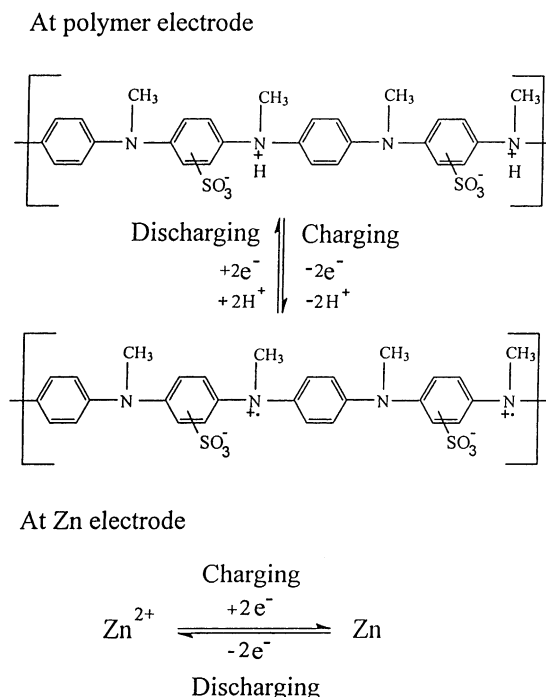 At polymer electrode
CH₃ CH₃ CH₃ CH₃
N N N N
+ +
H H
SO₃⁻ SO₃⁻
Discharging Charging
+2e⁻ -2e⁻
+2H⁺ -2H⁺
CH₃ CH₃ CH₃ CH₃
N N N N
+• +•
SO₃⁻ SO₃⁻
At Zn electrode
Charging
+2e⁻
Zn²⁺ Zn
-2e⁻
Discharging